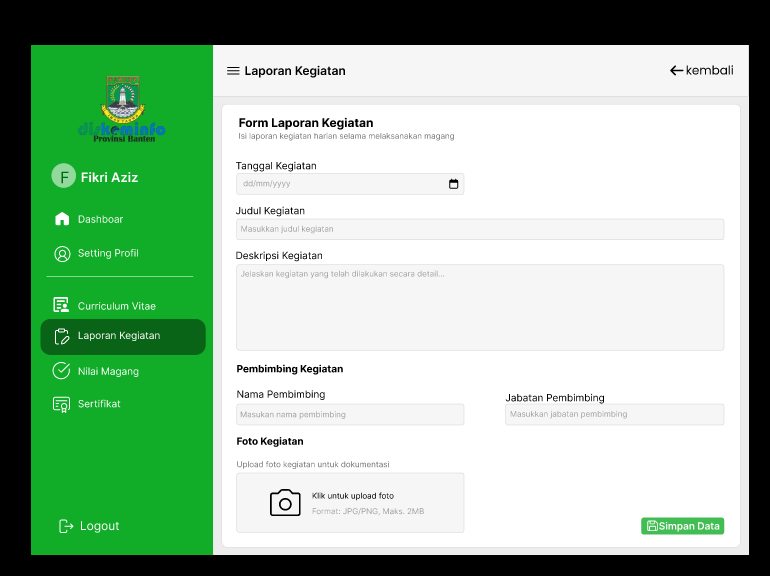 diskominfo
Provinsi Banten
F Fikri Aziz
Dashboar
Setting Profil
Curriculum Vitae
Laporan Kegiatan
Nilai Magang
Sertifikat
Logout
Laporan Kegiatan
kembali
Form Laporan Kegiatan
Isi laporan kegiatan harian selama melaksanakan magang
Tanggal Kegiatan
dd/mm/yyyy
Judul Kegiatan
Masukkan judul kegiatan
Deskripsi Kegiatan
Jelaskan kegiatan yang telah dilakukan secara detail...
Pembimbing Kegiatan
Nama Pembimbing
Masukan nama pembimbing
Jabatan Pembimbing
Masukkan jabatan pembimbing
Foto Kegiatan
Upload foto kegiatan untuk dokumentasi
Klik untuk upload foto
Format: JPG/PNG, Maks. 2MB
Simpan Data